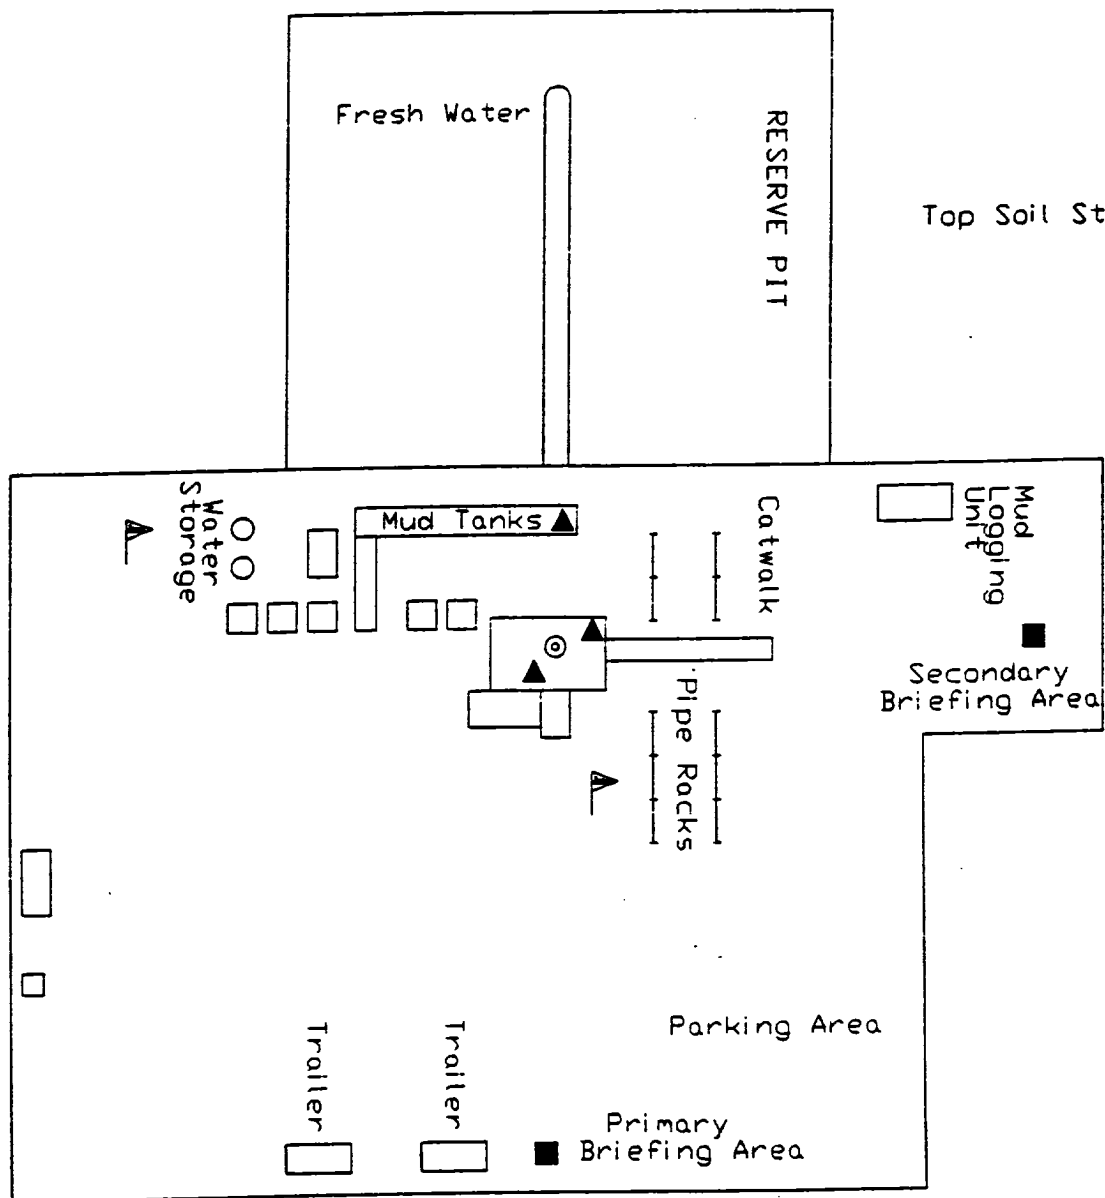 Fresh Water
RESERVE PIT
Top Soil St
Water
Storage
Mud Tanks
Catwalk
Mud
Logging
Unit
Secondary
Briefing Area
Pipe Racks
Parking Area
Trailer
Trailer
Primary
Briefing Area